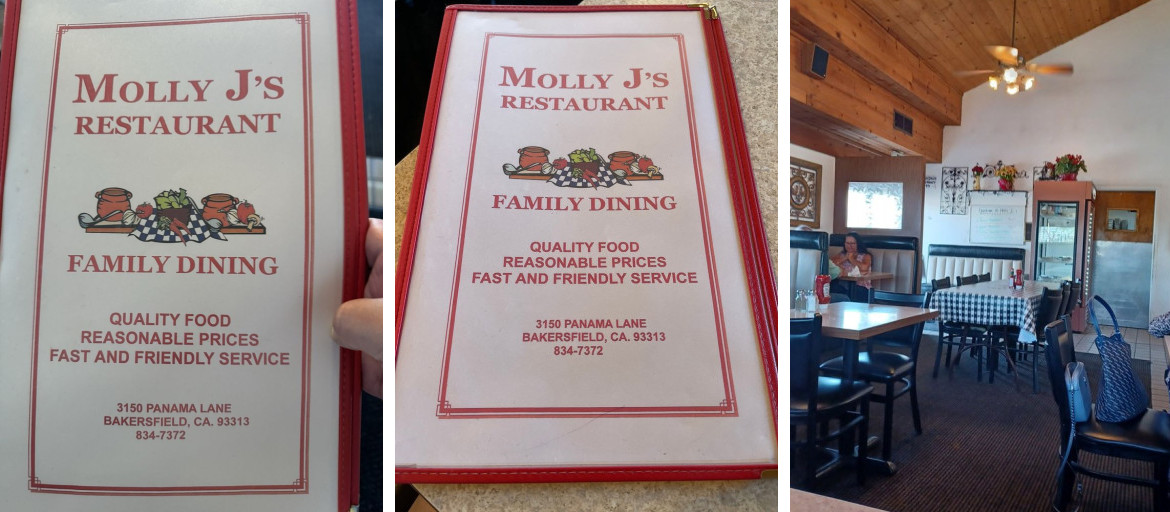 MOLLY J'S
RESTAURANT
FAMILY DINING
QUALITY FOOD
REASONABLE PRICES
FAST AND FRIENDLY SERVICE
3150 PANAMA LANE
BAKERSFIELD, CA. 93313
834-7372
MOLLY J'S
RESTAURANT
FAMILY DINING
QUALITY FOOD
REASONABLE PRICES
FAST AND FRIENDLY SERVICE
3150 PANAMA LANE
BAKERSFIELD, CA. 93313
834-7372